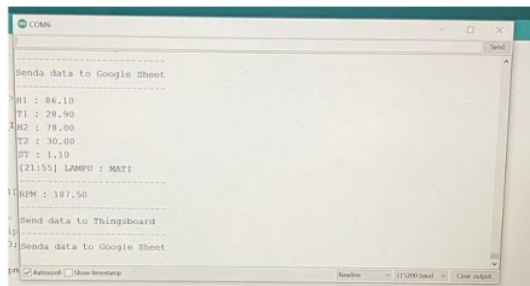 COM6
Send
Senda data to Google Sheet
H1 : 86.10
T1 : 28.90
H2 : 78.00
T2 : 30.00
ST : 1.10
[21:55] LAMPU : MATI
RPM : 187.50
Send data to Thingsboard
Senda data to Google Sheet
Autoscroll Show timestamp
Newline
115200 baud
Clear output